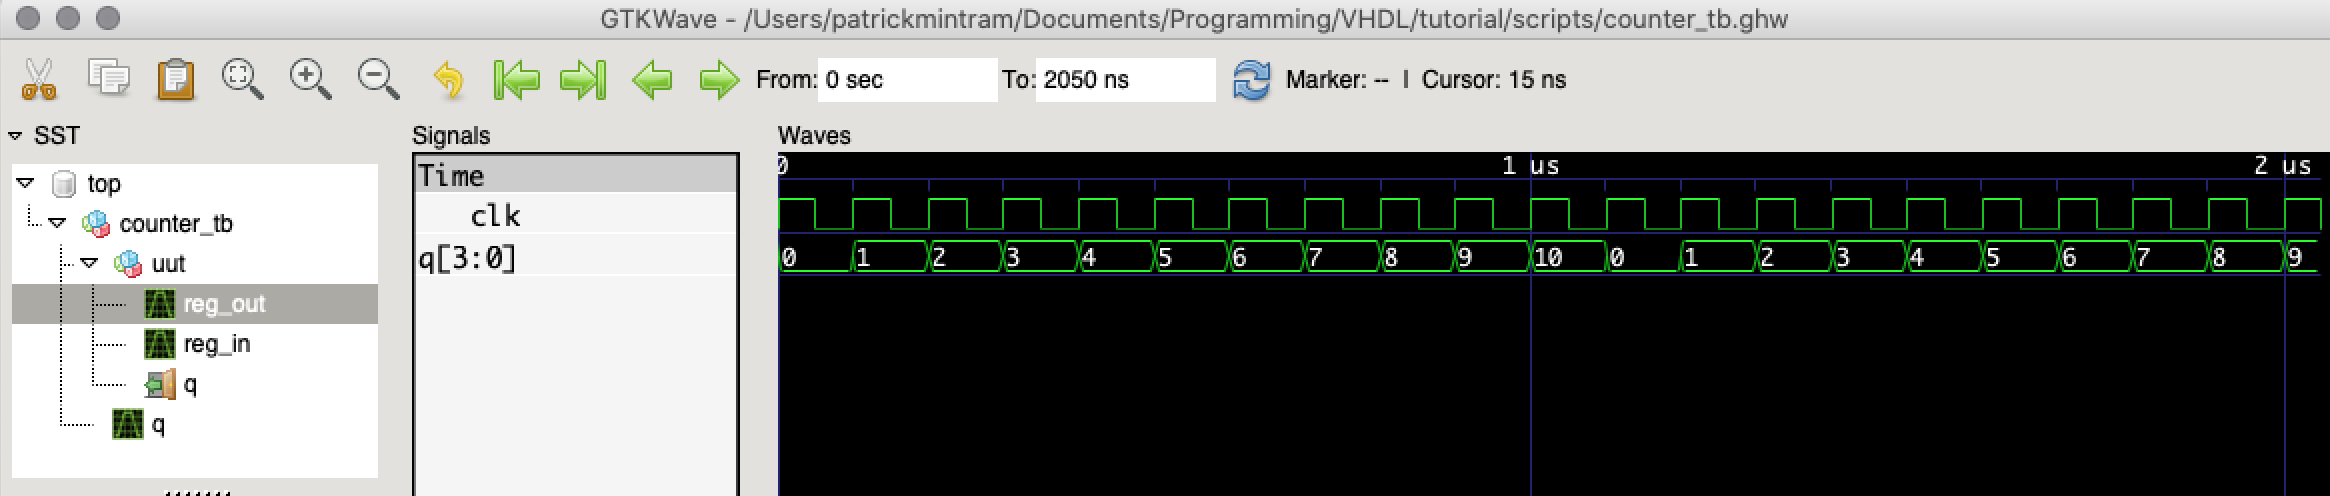 GTKWave - /Users/patrickmintram/Documents/Programming/VHDL/tutorial/scripts/counter_tb.ghw
From: 0 sec To: 2050 ns Marker: -- | Cursor: 15 ns
SST
top
counter_tb
uut
reg_out
reg_in
q
q
Signals
Time
clk
q[3:0]
Waves
0 1 us 2 us
0 1 2 3 4 5 6 7 8 9 10 0 1 2 3 4 5 6 7 8 9